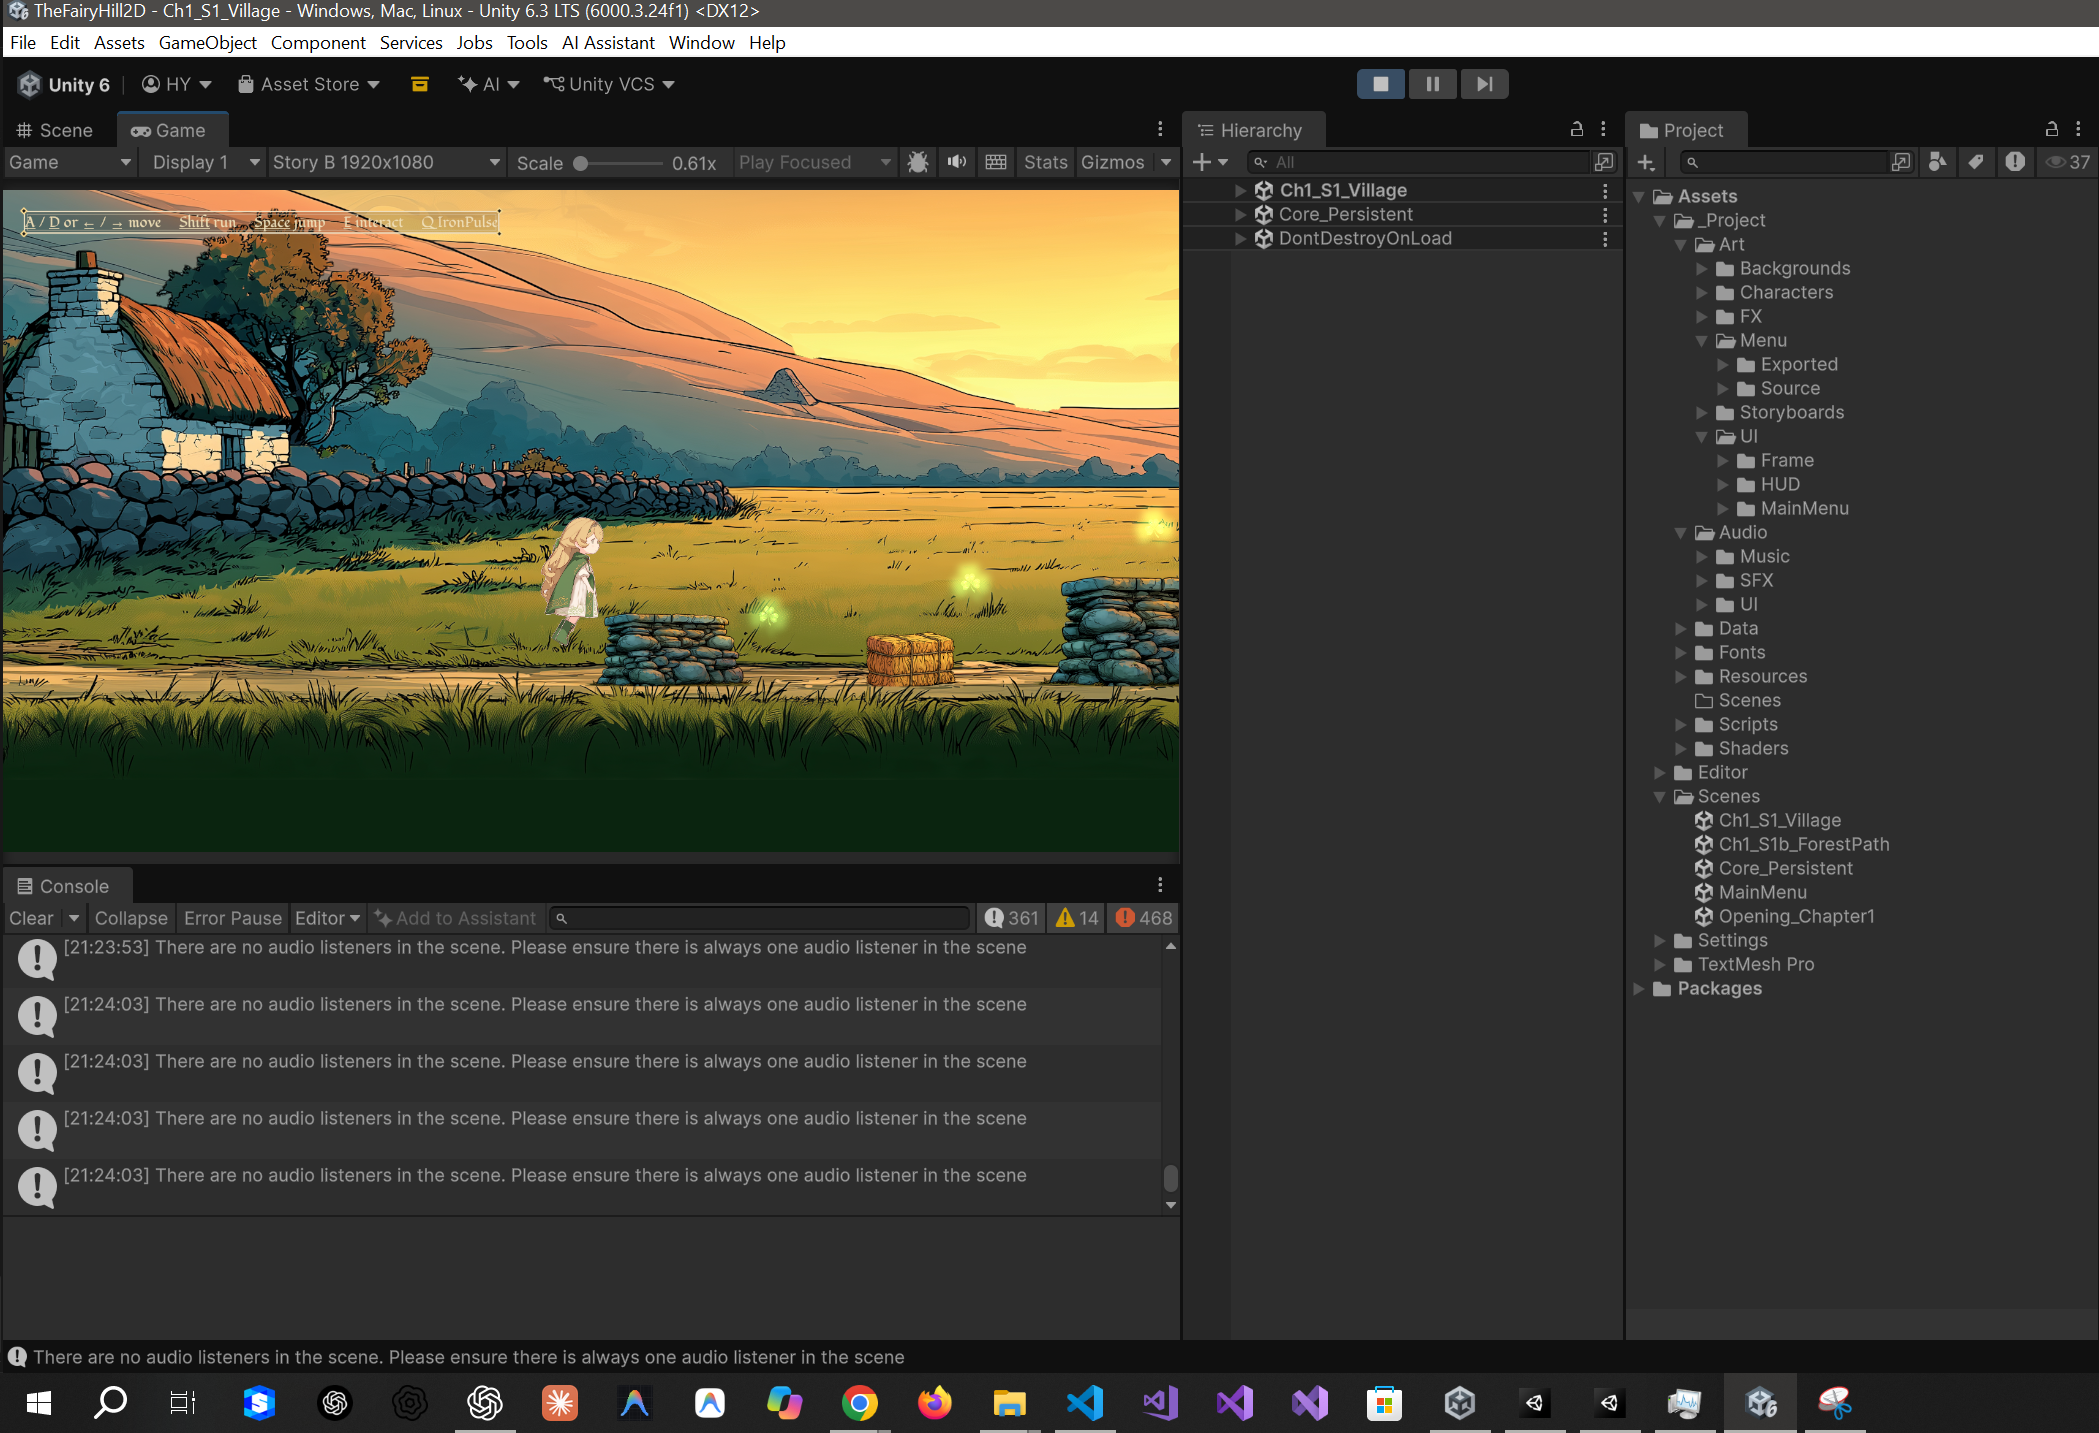 TheFairyHill2D - Ch1_S1_Village - Windows, Mac, Linux - Unity 6.3 LTS (6000.3.24f1) <DX12>
File Edit Assets GameObject Component Services Jobs Tools AI Assistant Window Help
Unity 6 HY Asset Store AI Unity VCS
Scene Game
Game Display 1 Story B 1920x1080 Scale 0.61x Play Focused Stats Gizmos
A / D or ← / → move Shift run Space jump E interact Q IronPulse
Console
Clear Collapse Error Pause Editor Add to Assistant 361 14 468
[21:23:53] There are no audio listeners in the scene. Please ensure there is always one audio listener in the scene
[21:24:03] There are no audio listeners in the scene. Please ensure there is always one audio listener in the scene
[21:24:03] There are no audio listeners in the scene. Please ensure there is always one audio listener in the scene
[21:24:03] There are no audio listeners in the scene. Please ensure there is always one audio listener in the scene
[21:24:03] There are no audio listeners in the scene. Please ensure there is always one audio listener in the scene
Hierarchy
All
Ch1_S1_Village
Core_Persistent
DontDestroyOnLoad
Project
37
Assets
_Project
Art
Backgrounds
Characters
FX
Menu
Exported
Source
Storyboards
UI
Frame
HUD
MainMenu
Audio
Music
SFX
UI
Data
Fonts
Resources
Scenes
Scripts
Shaders
Editor
Scenes
Ch1_S1_Village
Ch1_S1b_ForestPath
Core_Persistent
MainMenu
Opening_Chapter1
Settings
TextMesh Pro
Packages
There are no audio listeners in the scene. Please ensure there is always one audio listener in the scene